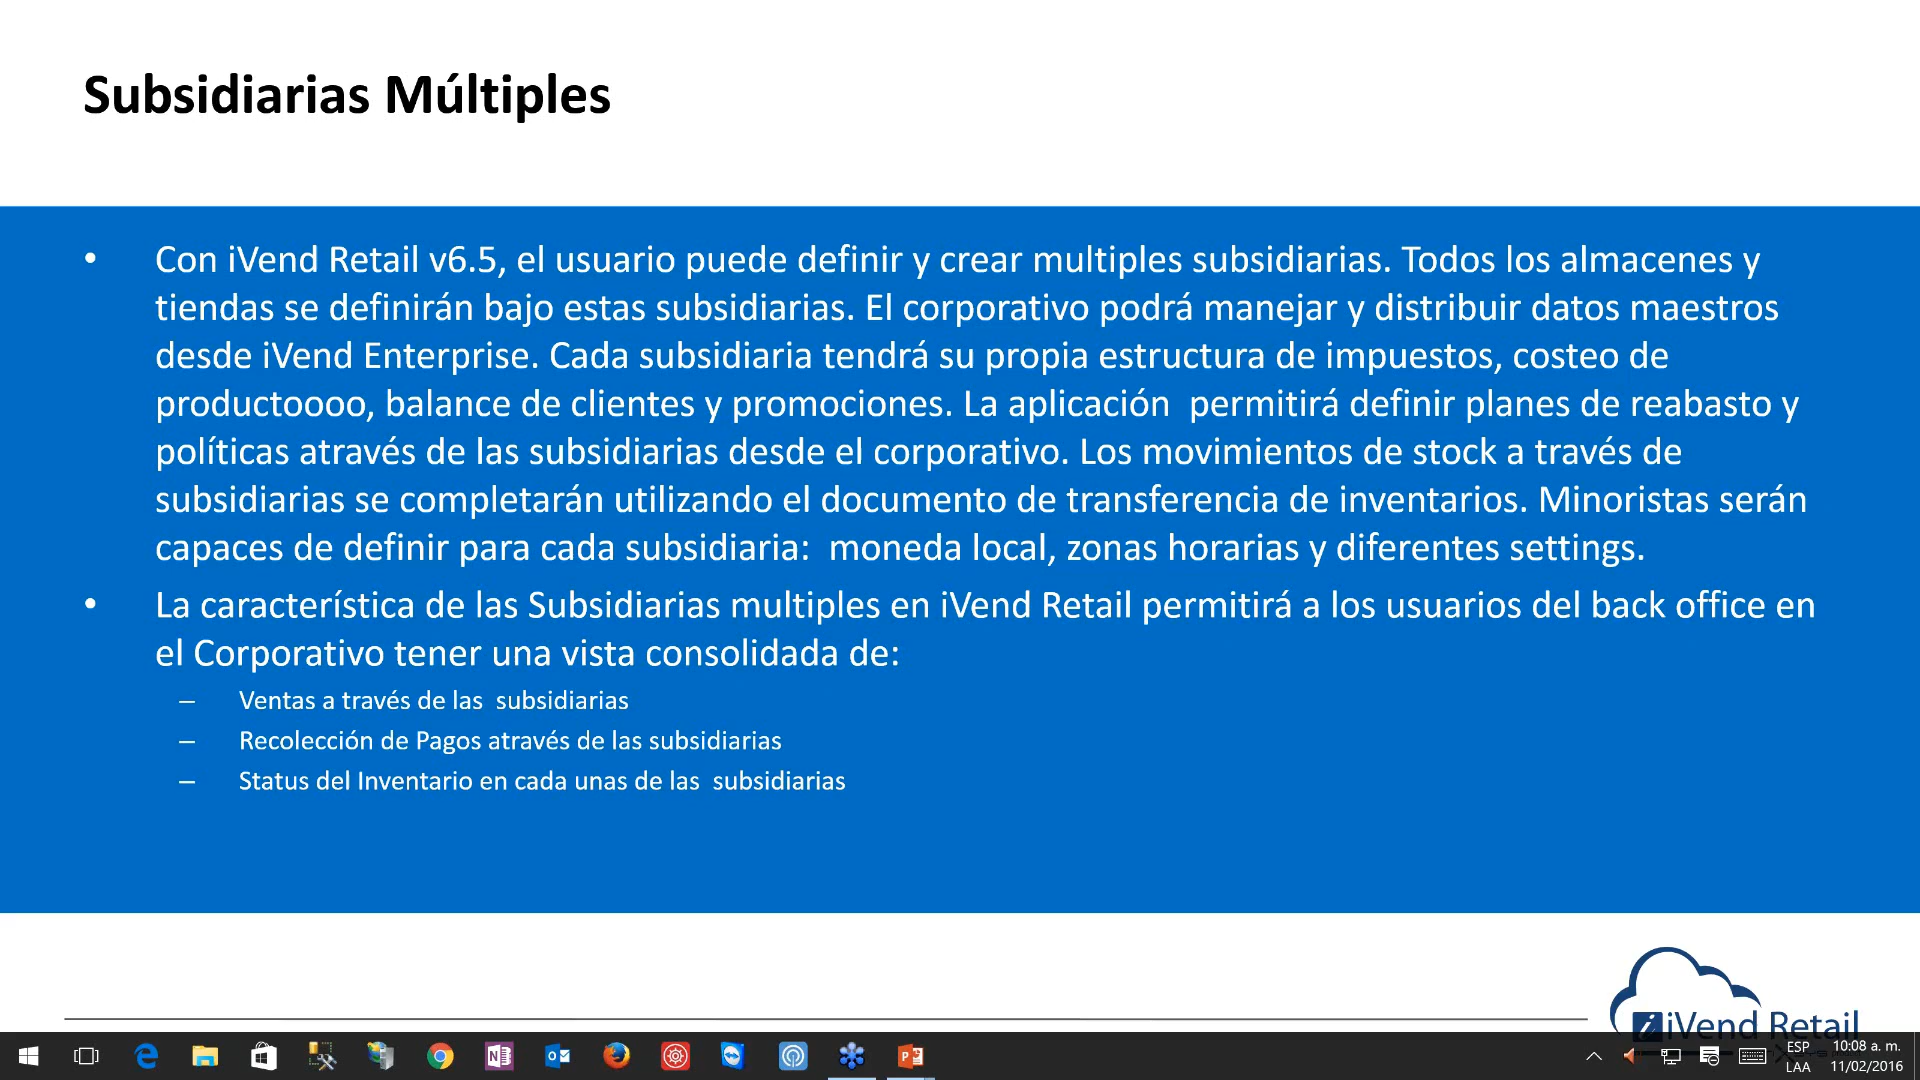 Subsidiarias Múltiples
• Con iVend Retail v6.5, el usuario puede definir y crear multiples subsidiarias. Todos los almacenes y
tiendas se definirán bajo estas subsidiarias. El corporativo podrá manejar y distribuir datos maestros
desde iVend Enterprise. Cada subsidiaria tendrá su propia estructura de impuestos, costeo de
productoooo, balance de clientes y promociones. La aplicación  permitirá definir planes de reabasto y
políticas através de las subsidiarias desde el corporativo. Los movimientos de stock a través de
subsidiarias se completarán utilizando el documento de transferencia de inventarios. Minoristas serán
capaces de definir para cada subsidiaria:  moneda local, zonas horarias y diferentes settings.
• La característica de las Subsidiarias multiples en iVend Retail permitirá a los usuarios del back office en
el Corporativo tener una vista consolidada de:
– Ventas a través de las  subsidiarias
– Recolección de Pagos através de las subsidiarias
– Status del Inventario en cada unas de las  subsidiarias
iVend Retail
ESP
LAA
10:08 a. m.
11/02/2016